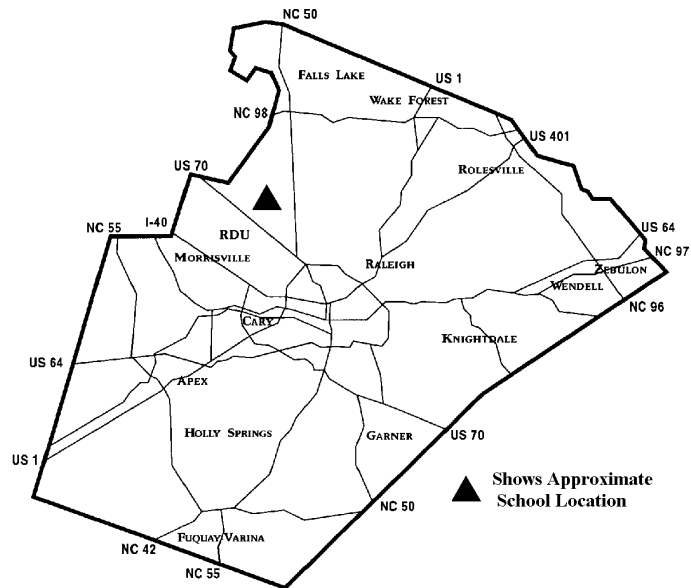 NC 50
FALLS LAKE
US 1
WAKE FOREST
NC 98
US 401
US 70
ROLESVILLE
NC 55
I-40
RDU
US 64
MORRISVILLE
RALEIGH
NC 97
ZEBULON
WENDELL
NC 96
CARY
KNIGHTDALE
US 64
APEX
HOLLY SPRINGS
GARNER
US 70
US 1
Shows Approximate
School Location
NC 50
FUQUAY VARINA
NC 42
NC 55